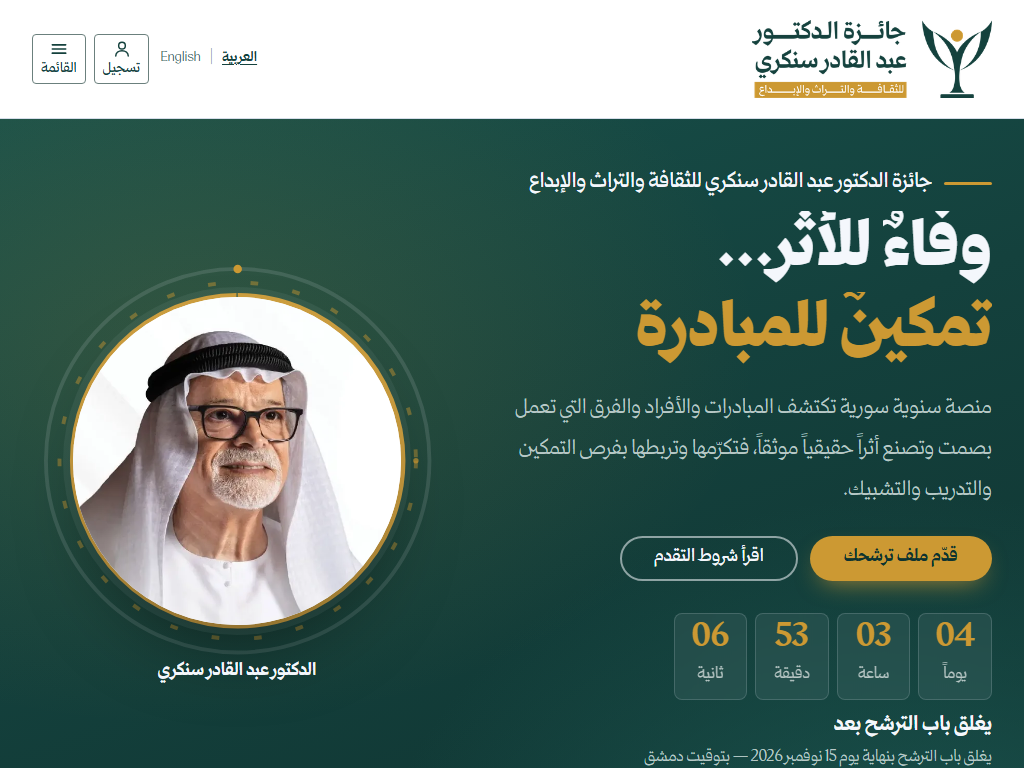 جائزة الدكتور
عبد القادر سنكري
للثقافة والتراث والإبداع
العربية
English
تسجيل
القائمة
جائزة الدكتور عبد القادر سنكري للثقافة والتراث والإبداع
وفاءٌ للأثر...
تمكينٌ للمبادرة
منصة سنوية سورية تكتشف المبادرات والأفراد والفرق التي تعمل
بصمت وتصنع أثراً حقيقياً موثقاً، فتكرّمها وتربطها بفرص التمكين
والتدريب والتشبيك.
قدّم ملف ترشحك
اقرأ شروط التقدم
04
يوماً
03
ساعة
53
دقيقة
06
ثانية
يغلق باب الترشح بعد
يغلق باب الترشح بنهاية يوم 15 نوفمبر 2026 — بتوقيت دمشق
الدكتور عبد القادر سنكري